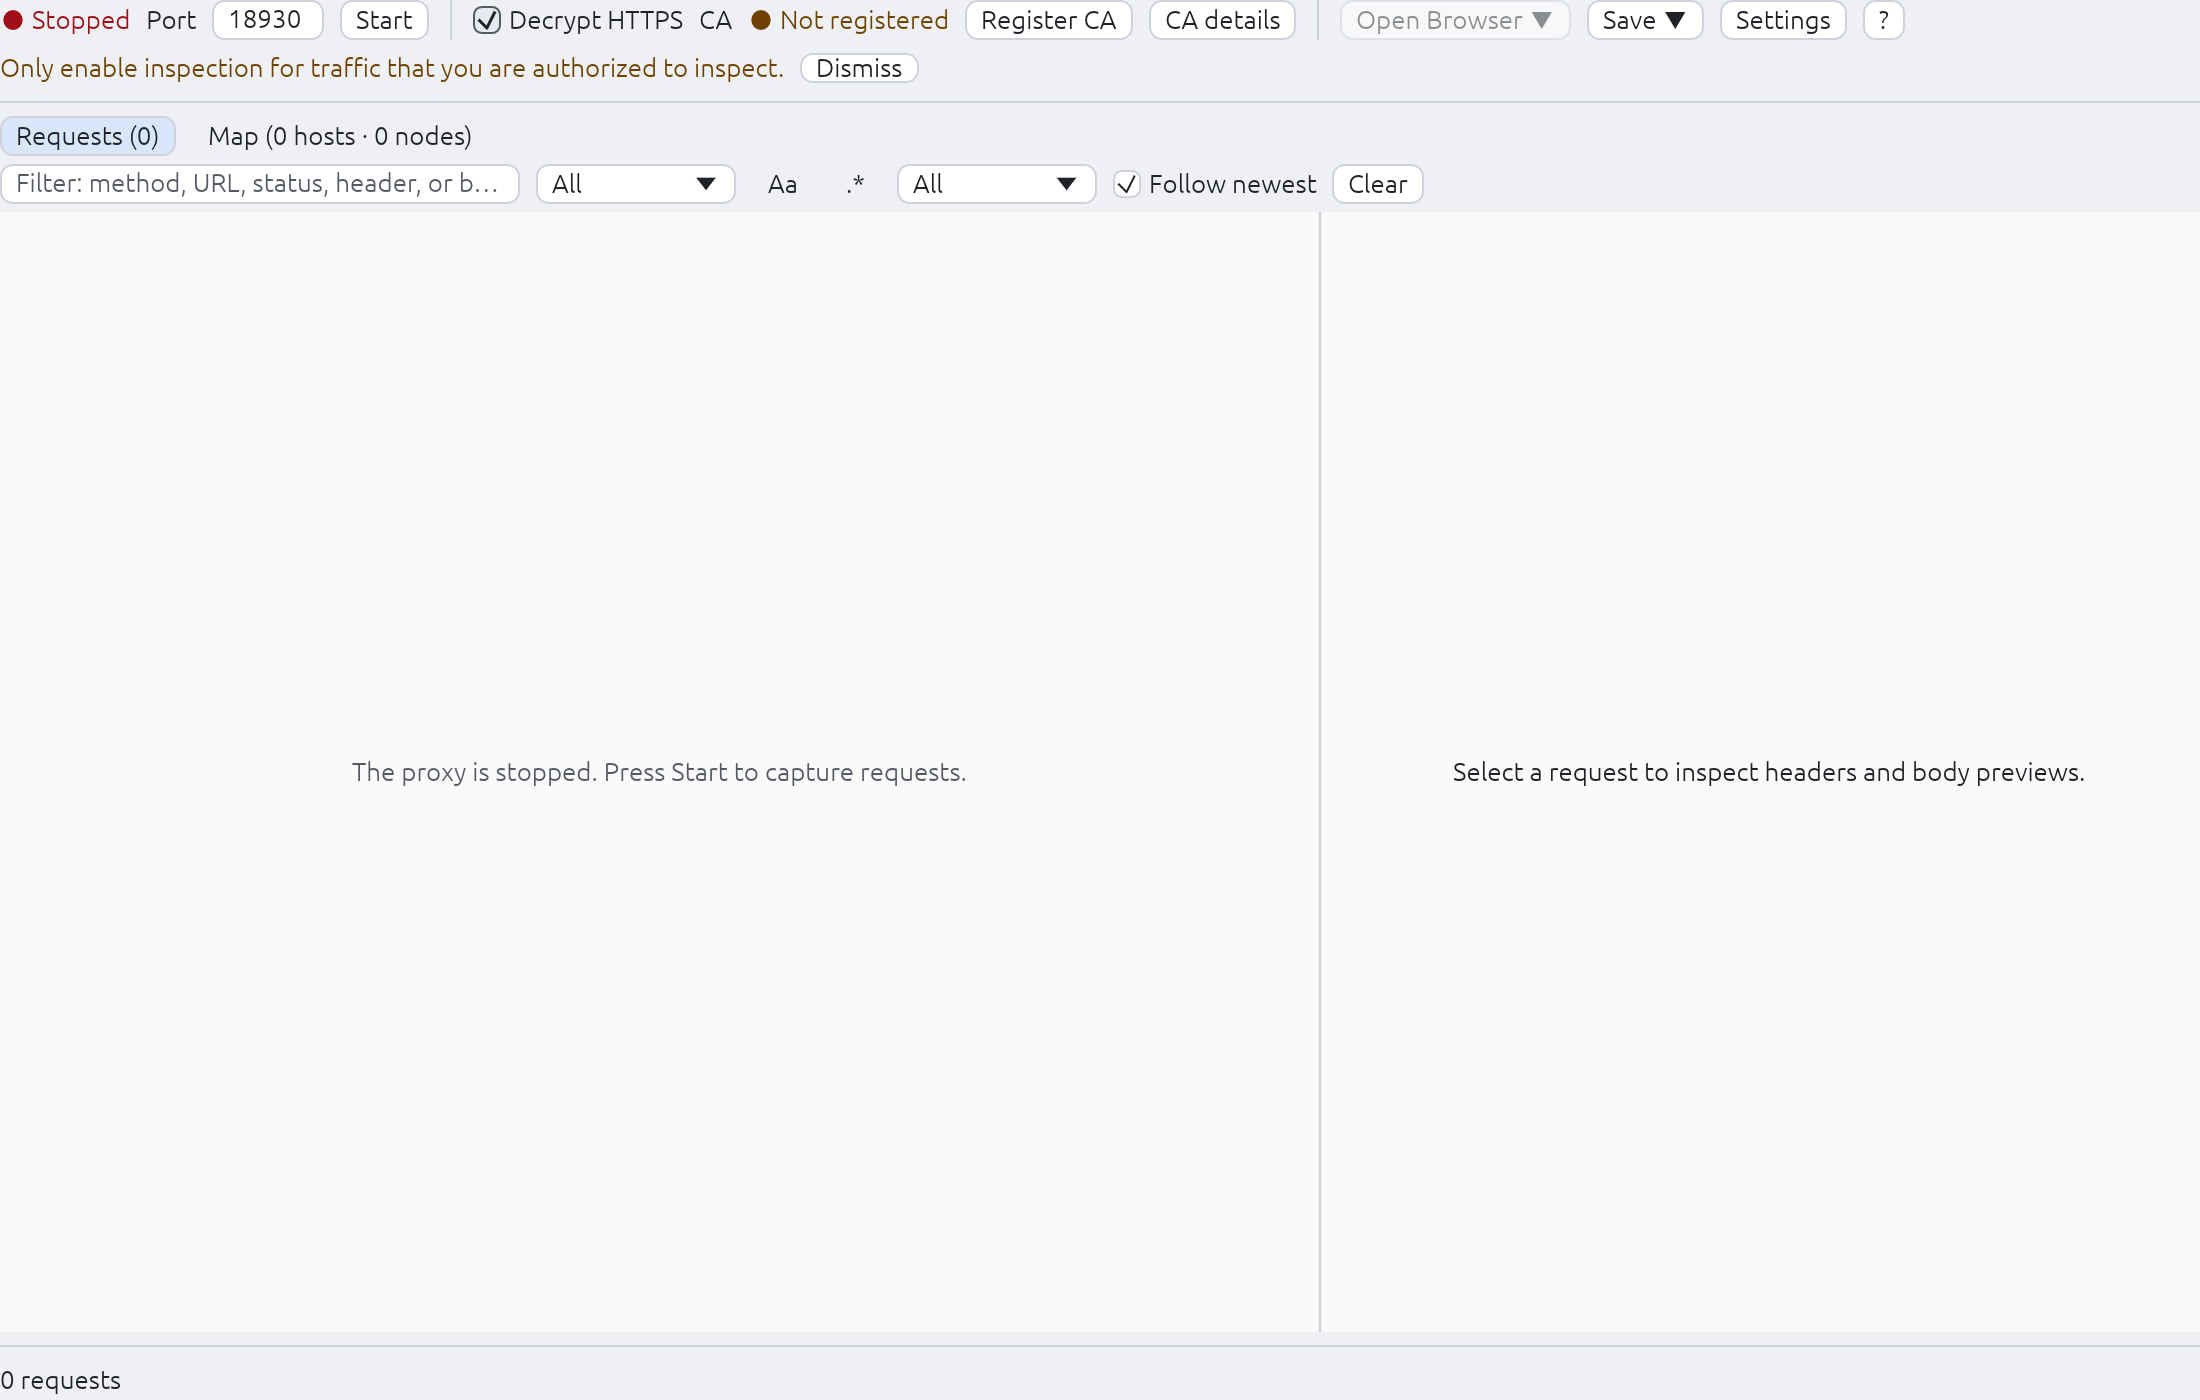 Stopped Port 18930 Start Decrypt HTTPS CA Not registered Register CA CA details Open Browser ▼ Save ▼ Settings ?
Only enable inspection for traffic that you are authorized to inspect. Dismiss
Requests (0) Map (0 hosts · 0 nodes)
Filter: method, URL, status, header, or b... All ▼ Aa .* All ▼ Follow newest Clear
The proxy is stopped. Press Start to capture requests.
Select a request to inspect headers and body previews.
0 requests